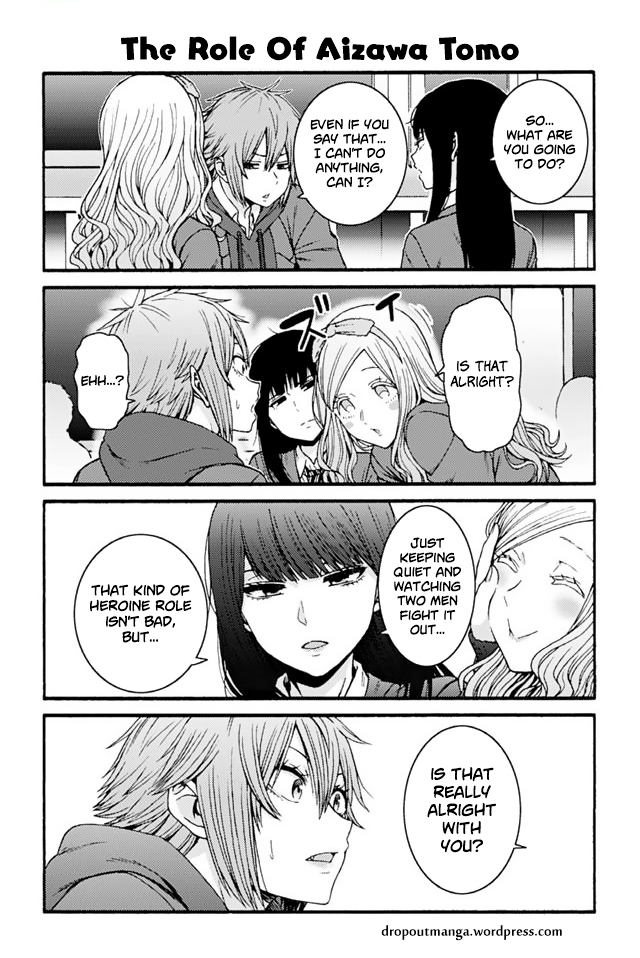 The Role Of Aizawa Tomo
SO...
WHAT ARE
YOU GOING
TO DO?
EVEN IF YOU
SAY THAT...
I CAN'T DO
ANYTHING,
CAN I?
ズイ
IS THAT
ALRIGHT?
EHH...?
JUST
KEEPING
QUIET AND
WATCHING
TWO MEN
FIGHT IT
OUT...
THAT KIND OF
HEROINE ROLE
ISN'T BAD,
BUT...
IS THAT
REALLY
ALRIGHT
WITH
YOU?
dropoutmanga.wordpress.com